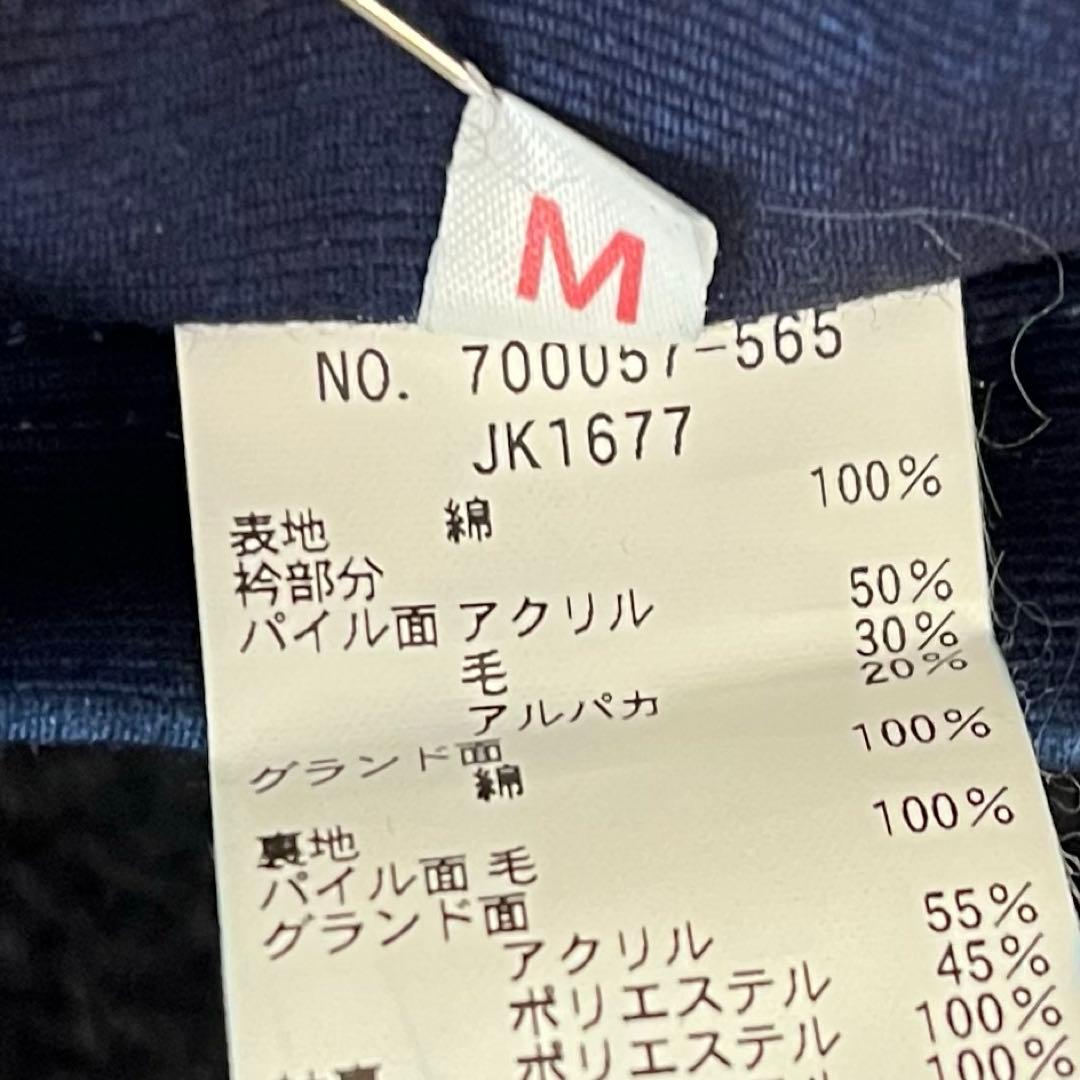 M
NO. 700057-565
JK1677
表地 綿 100%
衿部分
パイル面 アクリル 50%
毛 30%
アルパカ 20%
グランド面
綿 100%
裏地
パイル面 毛 100%
グランド面
アクリル 55%
ポリエステル 45%
ポリエステル 100%
100%